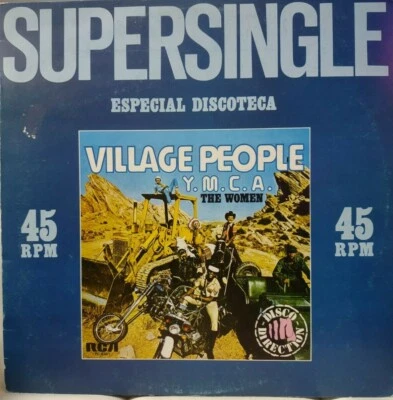 SUPERSINGLE
ESPECIAL DISCOTECA
VILLAGE PEOPLE
Y.M.C.A.
THE WOMEN
45
RPM
45
RPM
DISCO
DIRECTION
RCA